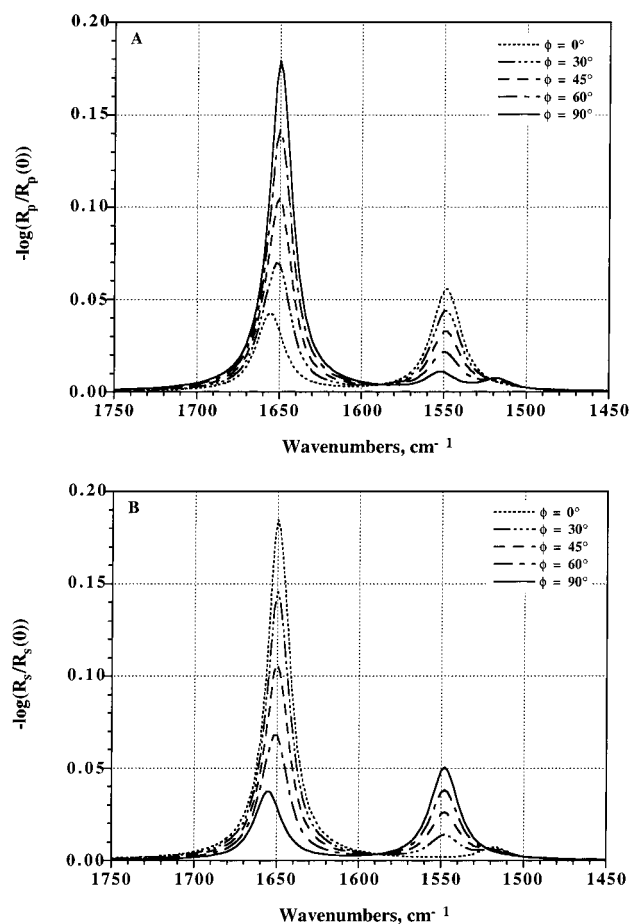 A
0.20
0.15
0.10
0.05
0.00
-log(R_p/R_p(0))
ϕ = 0°
ϕ = 30°
ϕ = 45°
ϕ = 60°
ϕ = 90°
1750 1700 1650 1600 1550 1500 1450
Wavenumbers, cm⁻¹
B
0.20
0.15
0.10
0.05
0.00
-log(R_s/R_s(0))
ϕ = 0°
ϕ = 30°
ϕ = 45°
ϕ = 60°
ϕ = 90°
1750 1700 1650 1600 1550 1500 1450
Wavenumbers, cm⁻¹